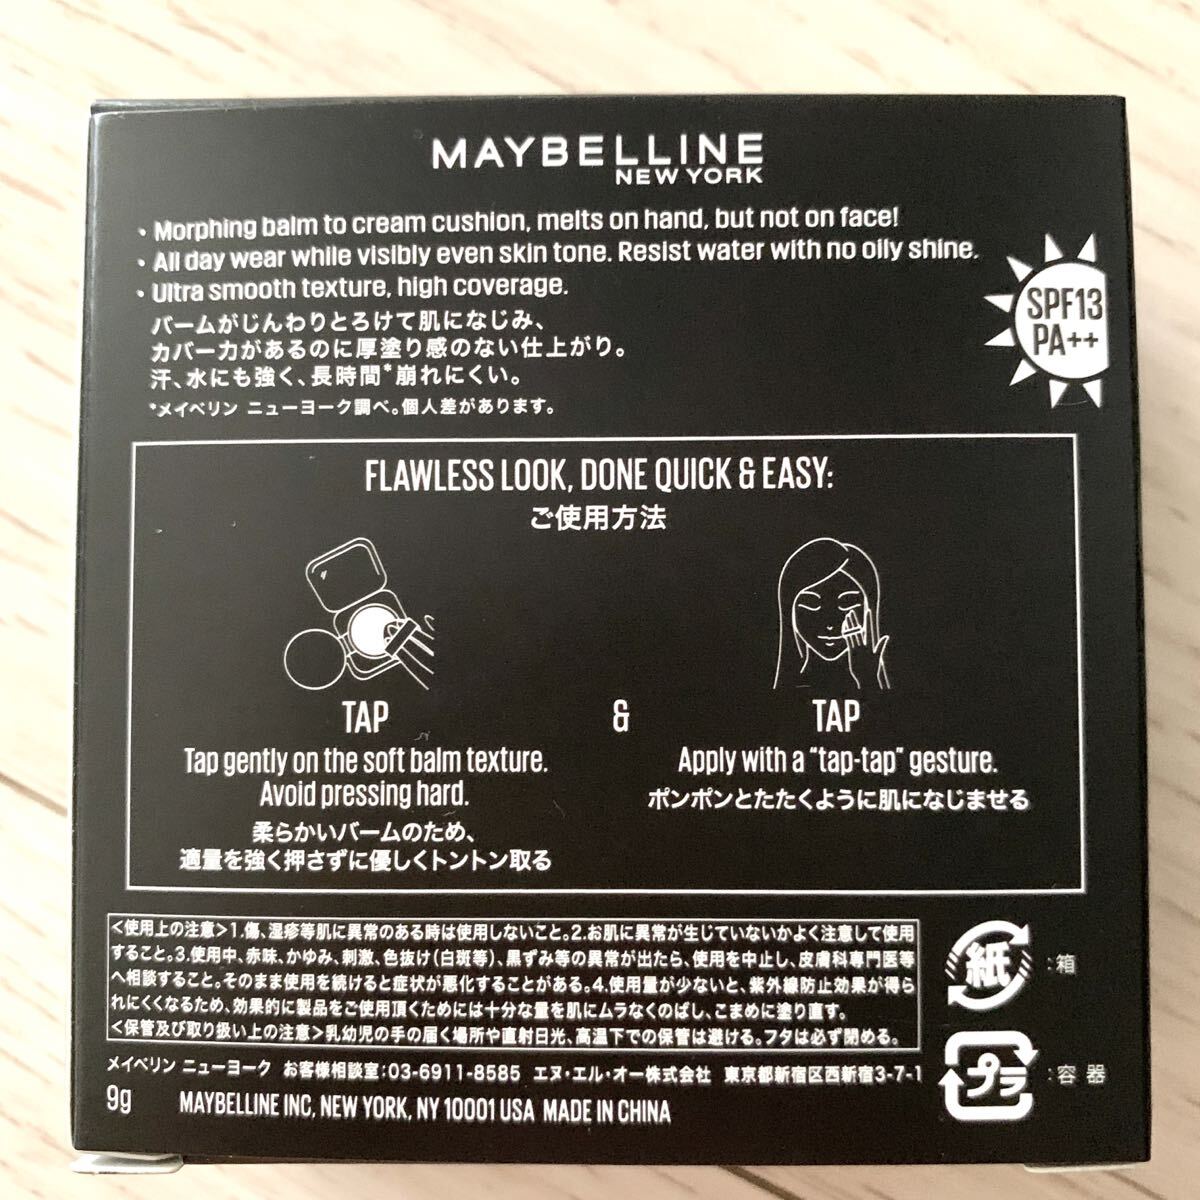 MAYBELLINE
NEW YORK
• Morphing balm to cream cushion, melts on hand, but not on face!
• All day wear while visibly even skin tone. Resist water with no oily shine.
• Ultra smooth texture, high coverage.
バームがじんわりとろけて肌になじみ、
カバー力があるのに厚塗り感のない仕上がり。
汗、水にも強く、長時間*崩れにくい。
*メイベリン ニューヨーク調べ。個人差があります。
SPF13
PA++
FLAWLESS LOOK, DONE QUICK & EASY:
ご使用方法
TAP
Tap gently on the soft balm texture.
Avoid pressing hard.
柔らかいバームのため、
適量を強く押さずに優しくトントン取る
&
TAP
Apply with a "tap-tap" gesture.
ポンポンとたたくように肌になじませる
<使用上の注意>1.傷、湿疹等肌に異常のある時は使用しないこと。2.お肌に異常が生じていないかよく注意して使用
すること。3.使用中、赤味、かゆみ、刺激、色抜け(白斑等)、黒ずみ等の異常が出たら、使用を中止し、皮膚科専門医等
へ相談すること。そのまま使用を続けると症状が悪化することがある。4.使用量が少ないと、紫外線防止効果が得ら
れにくくなるため、効果的に製品をご使用頂くためには十分な量を肌にムラなくのばし、こまめに塗り直す。
<保管及び取り扱い上の注意>乳幼児の手の届く場所や直射日光、高温下での保管は避ける。フタは必ず閉める。
紙
:箱
プラ
:容器
メイベリン ニューヨーク お客様相談室:03-6911-8585 エヌ・エル・オー株式会社 東京都新宿区西新宿3-7-1
9g MAYBELLINE INC, NEW YORK, NY 10001 USA MADE IN CHINA